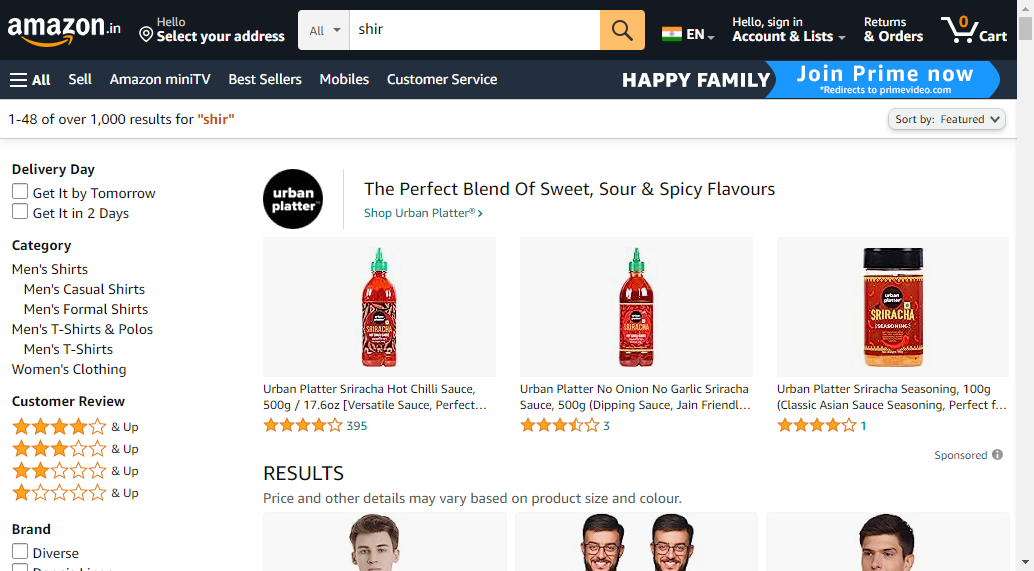 amazon.in
Hello
Select your address
All
shir
EN
Hello, sign in
Account & Lists
Returns
& Orders
0
Cart
All
Sell
Amazon miniTV
Best Sellers
Mobiles
Customer Service
HAPPY FAMILY
Join Prime now
*Redirects to primevideo.com
1-48 of over 1,000 results for "shir"
Sort by: Featured
Delivery Day
Get It by Tomorrow
Get It in 2 Days
Category
Men's Shirts
Men's Casual Shirts
Men's Formal Shirts
Men's T-Shirts & Polos
Men's T-Shirts
Women's Clothing
Customer Review
& Up
& Up
& Up
& Up
Brand
Diverse
urban
platter
The Perfect Blend Of Sweet, Sour & Spicy Flavours
Shop Urban Platter®
urban
platter
SRIRACHA
urban
platter
SRIRACHA
urban
platter
SRIRACHA
SEASONING
Urban Platter Sriracha Hot Chilli Sauce,
500g / 17.6oz [Versatile Sauce, Perfect…
395
Urban Platter No Onion No Garlic Sriracha
Sauce, 500g (Dipping Sauce, Jain Friendl…
3
Urban Platter Sriracha Seasoning, 100g
(Classic Asian Sauce Seasoning, Perfect f…
1
Sponsored
RESULTS
Price and other details may vary based on product size and colour.